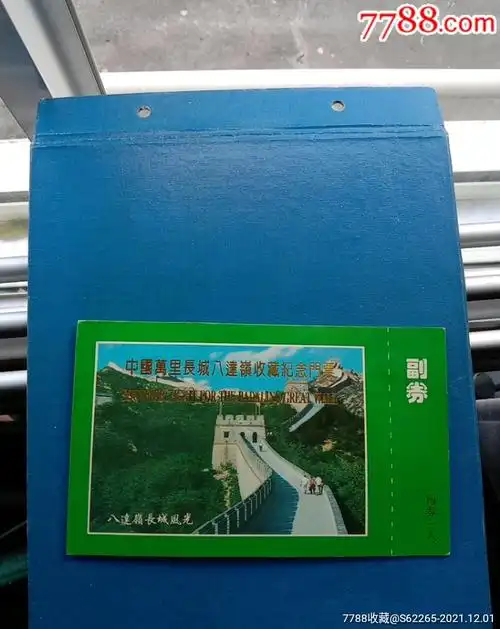 7788.com
中國萬里長城八達嶺收藏紀念門票
FOR THE BADALING GREAT WALL
副券
八達嶺長城風光
7788收藏@S62265-2021.12.01